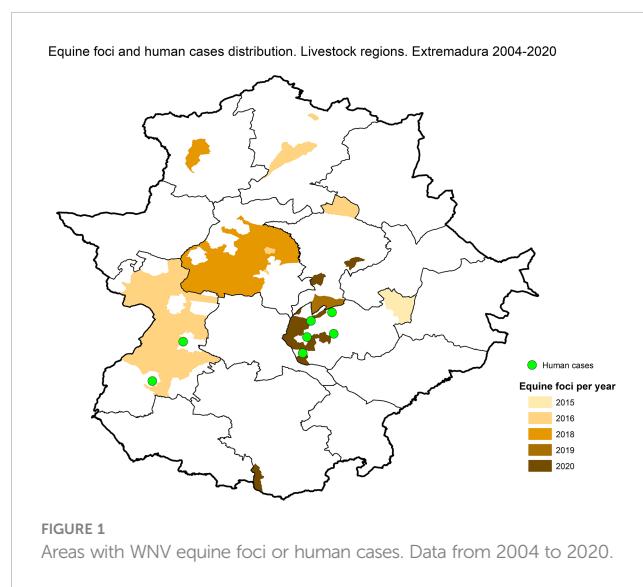 Equine foci and human cases distribution. Livestock regions. Extremadura 2004-2020
Human cases
Equine foci per year
2015
2016
2018
2019
2020
FIGURE 1
Areas with WNV equine foci or human cases. Data from 2004 to 2020.